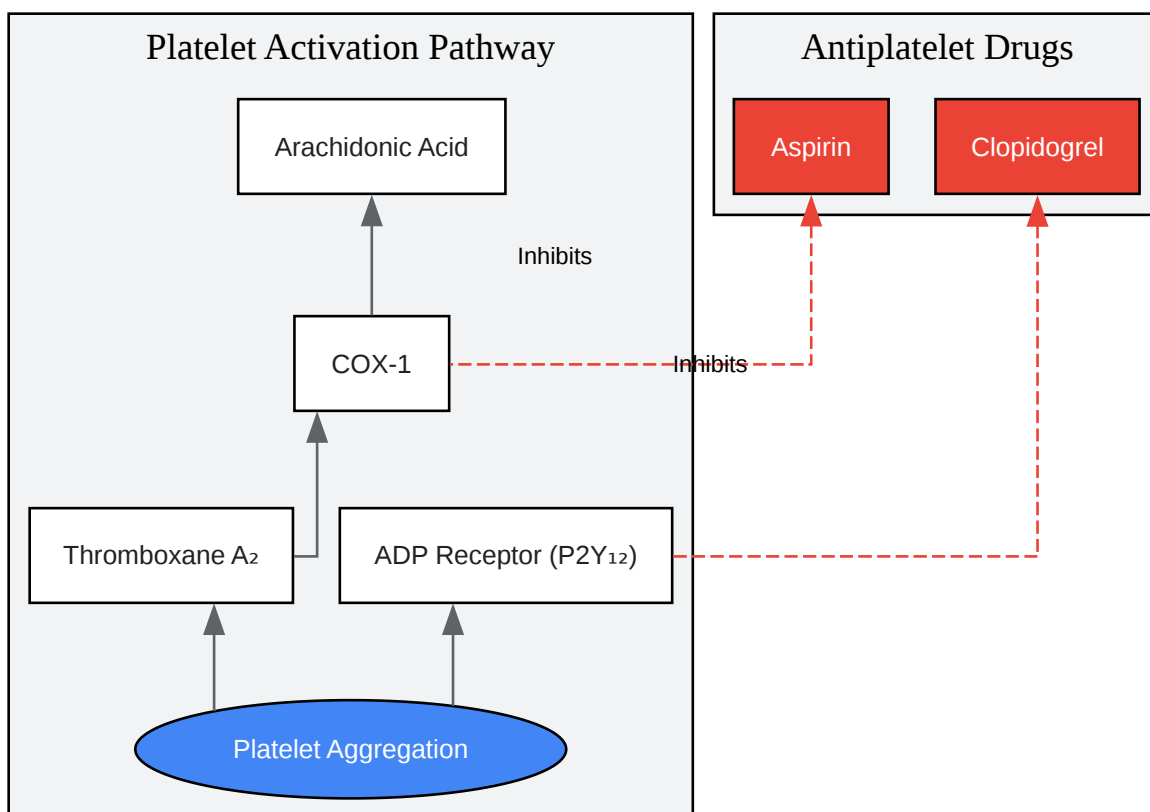 Platelet Activation Pathway
Antiplatelet Drugs
Arachidonic Acid
Aspirin
Clopidogrel
Inhibits
COX-1
Inhibits
Thromboxane A₂
ADP Receptor (P2Y₁₂)
Platelet Aggregation